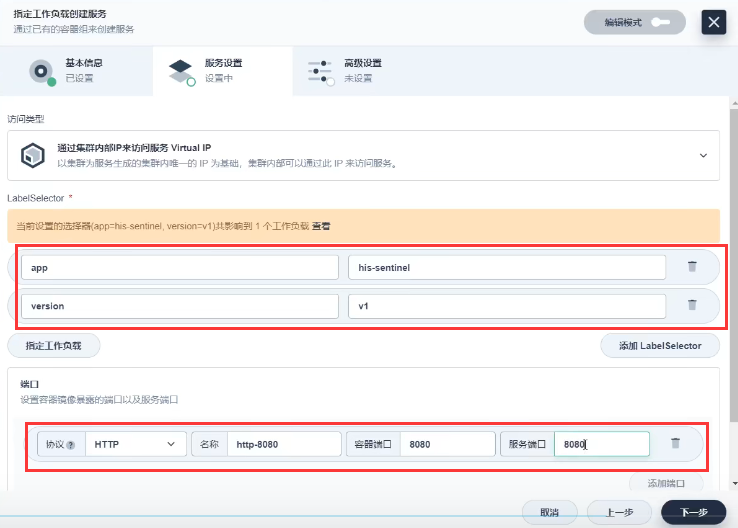 指定工作负载创建服务
通过已有的容器组来创建服务
编辑模式
基本信息
已设置
服务设置
设置中
高级设置
未设置
访问类型
通过集群内部IP来访问服务 Virtual IP
以集群为服务生成的集群内唯一的 IP 为基础，集群内部可以通过此 IP 来访问服务。
LabelSelector *
当前设置的选择器(app=his-sentinel, version=v1)共影响到 1 个工作负载 查看
app his-sentinel
version v1
指定工作负载 添加 LabelSelector
端口
设置容器镜像暴露的端口以及服务端口
协议 ? HTTP 名称 http-8080 容器端口 8080 服务端口 8080
添加端口
取消 上一步 下一步